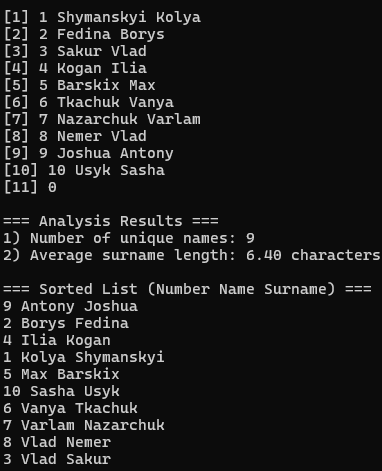 [1] 1 Shymanskyi Kolya
[2] 2 Fedina Borys
[3] 3 Sakur Vlad
[4] 4 Kogan Ilia
[5] 5 Barskix Max
[6] 6 Tkachuk Vanya
[7] 7 Nazarchuk Varlam
[8] 8 Nemer Vlad
[9] 9 Joshua Antony
[10] 10 Usyk Sasha
[11] 0
=== Analysis Results ===
1) Number of unique names: 9
2) Average surname length: 6.40 characters
=== Sorted List (Number Name Surname) ===
9 Antony Joshua
2 Borys Fedina
4 Ilia Kogan
1 Kolya Shymanskyi
5 Max Barskix
10 Sasha Usyk
6 Vanya Tkachuk
7 Varlam Nazarchuk
8 Vlad Nemer
3 Vlad Sakur